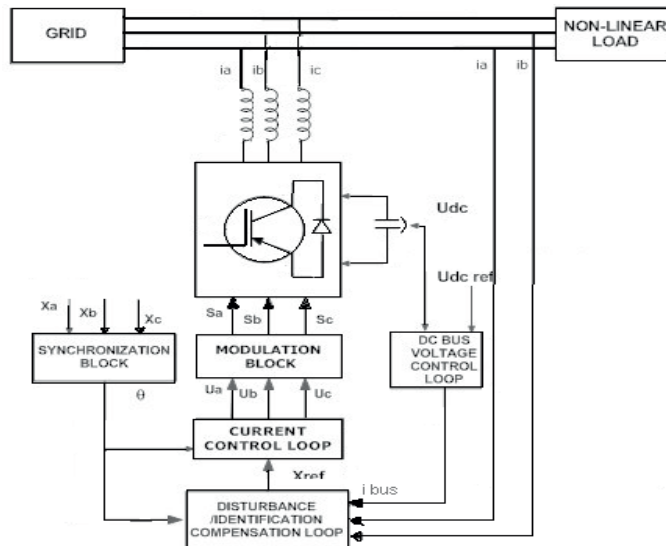 GRID
NON-LINEAR
LOAD
ia
ib
ic
ia
ib
Udc
Udc ref
Xa
Xb
Xc
Sa
Sb
Sc
SYNCHRONIZATION
BLOCK
MODULATION
BLOCK
DC BUS
VOLTAGE
CONTROL
LOOP
θ
Ua
Ub
Uc
CURRENT
CONTROL LOOP
Xref
i bus
DISTURBANCE
/IDENTIFICATION
COMPENSATION LOOP